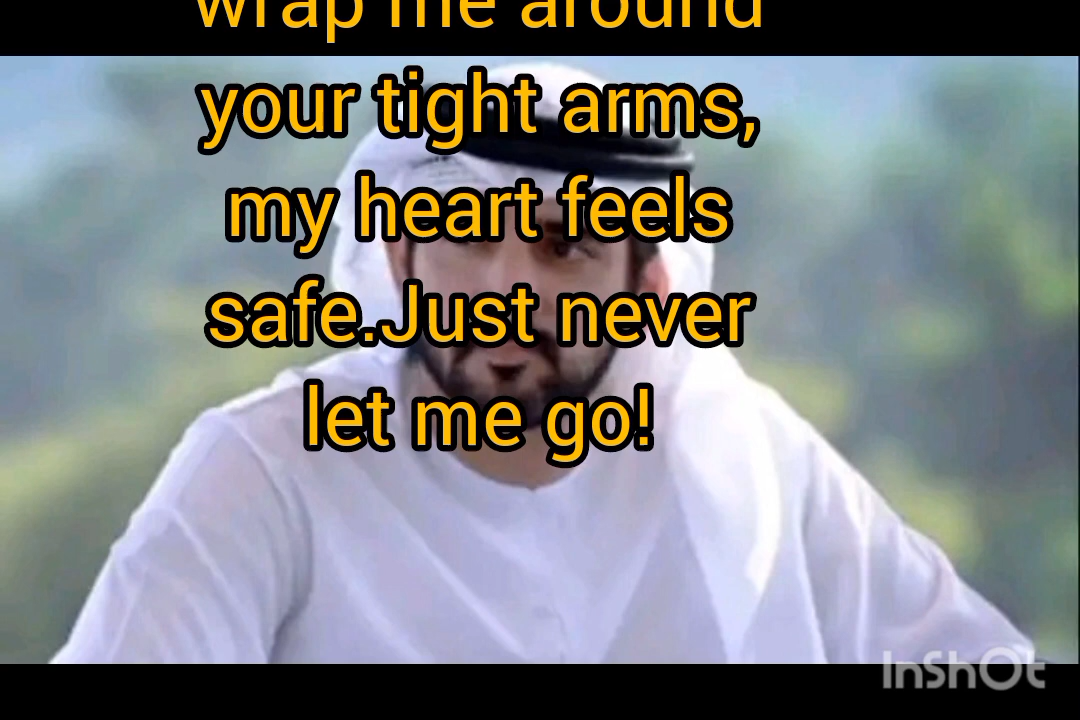 wrap me around
your tight arms,
my heart feels
safe.Just never
let me go!
InShOt